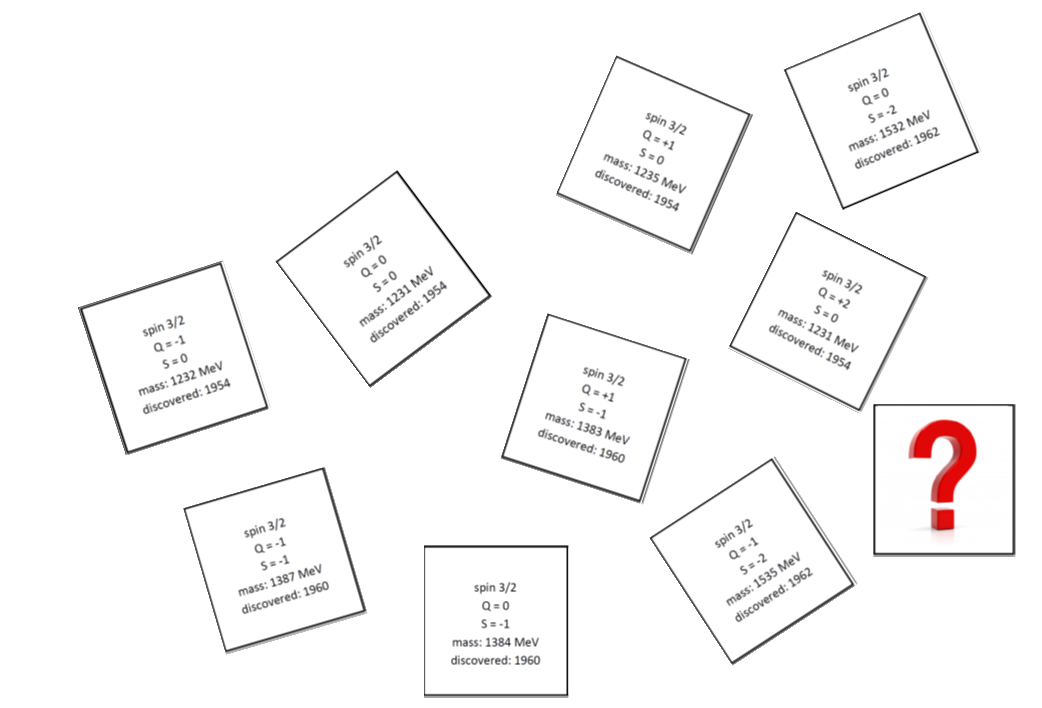 spin 3/2
Q = 0
S = -2
mass: 1532 MeV
discovered: 1962
spin 3/2
Q = +1
S = 0
mass: 1235 MeV
discovered: 1954
spin 3/2
Q = 0
S = 0
mass: 1231 MeV
discovered: 1954
spin 3/2
Q = +2
S = 0
mass: 1231 MeV
discovered: 1954
spin 3/2
Q = -1
S = 0
mass: 1232 MeV
discovered: 1954
spin 3/2
Q = +1
S = -1
mass: 1383 MeV
discovered: 1960
?
spin 3/2
Q = -1
S = -1
mass: 1387 MeV
discovered: 1960
spin 3/2
Q = -1
S = -2
mass: 1535 MeV
discovered: 1962
spin 3/2
Q = 0
S = -1
mass: 1384 MeV
discovered: 1960